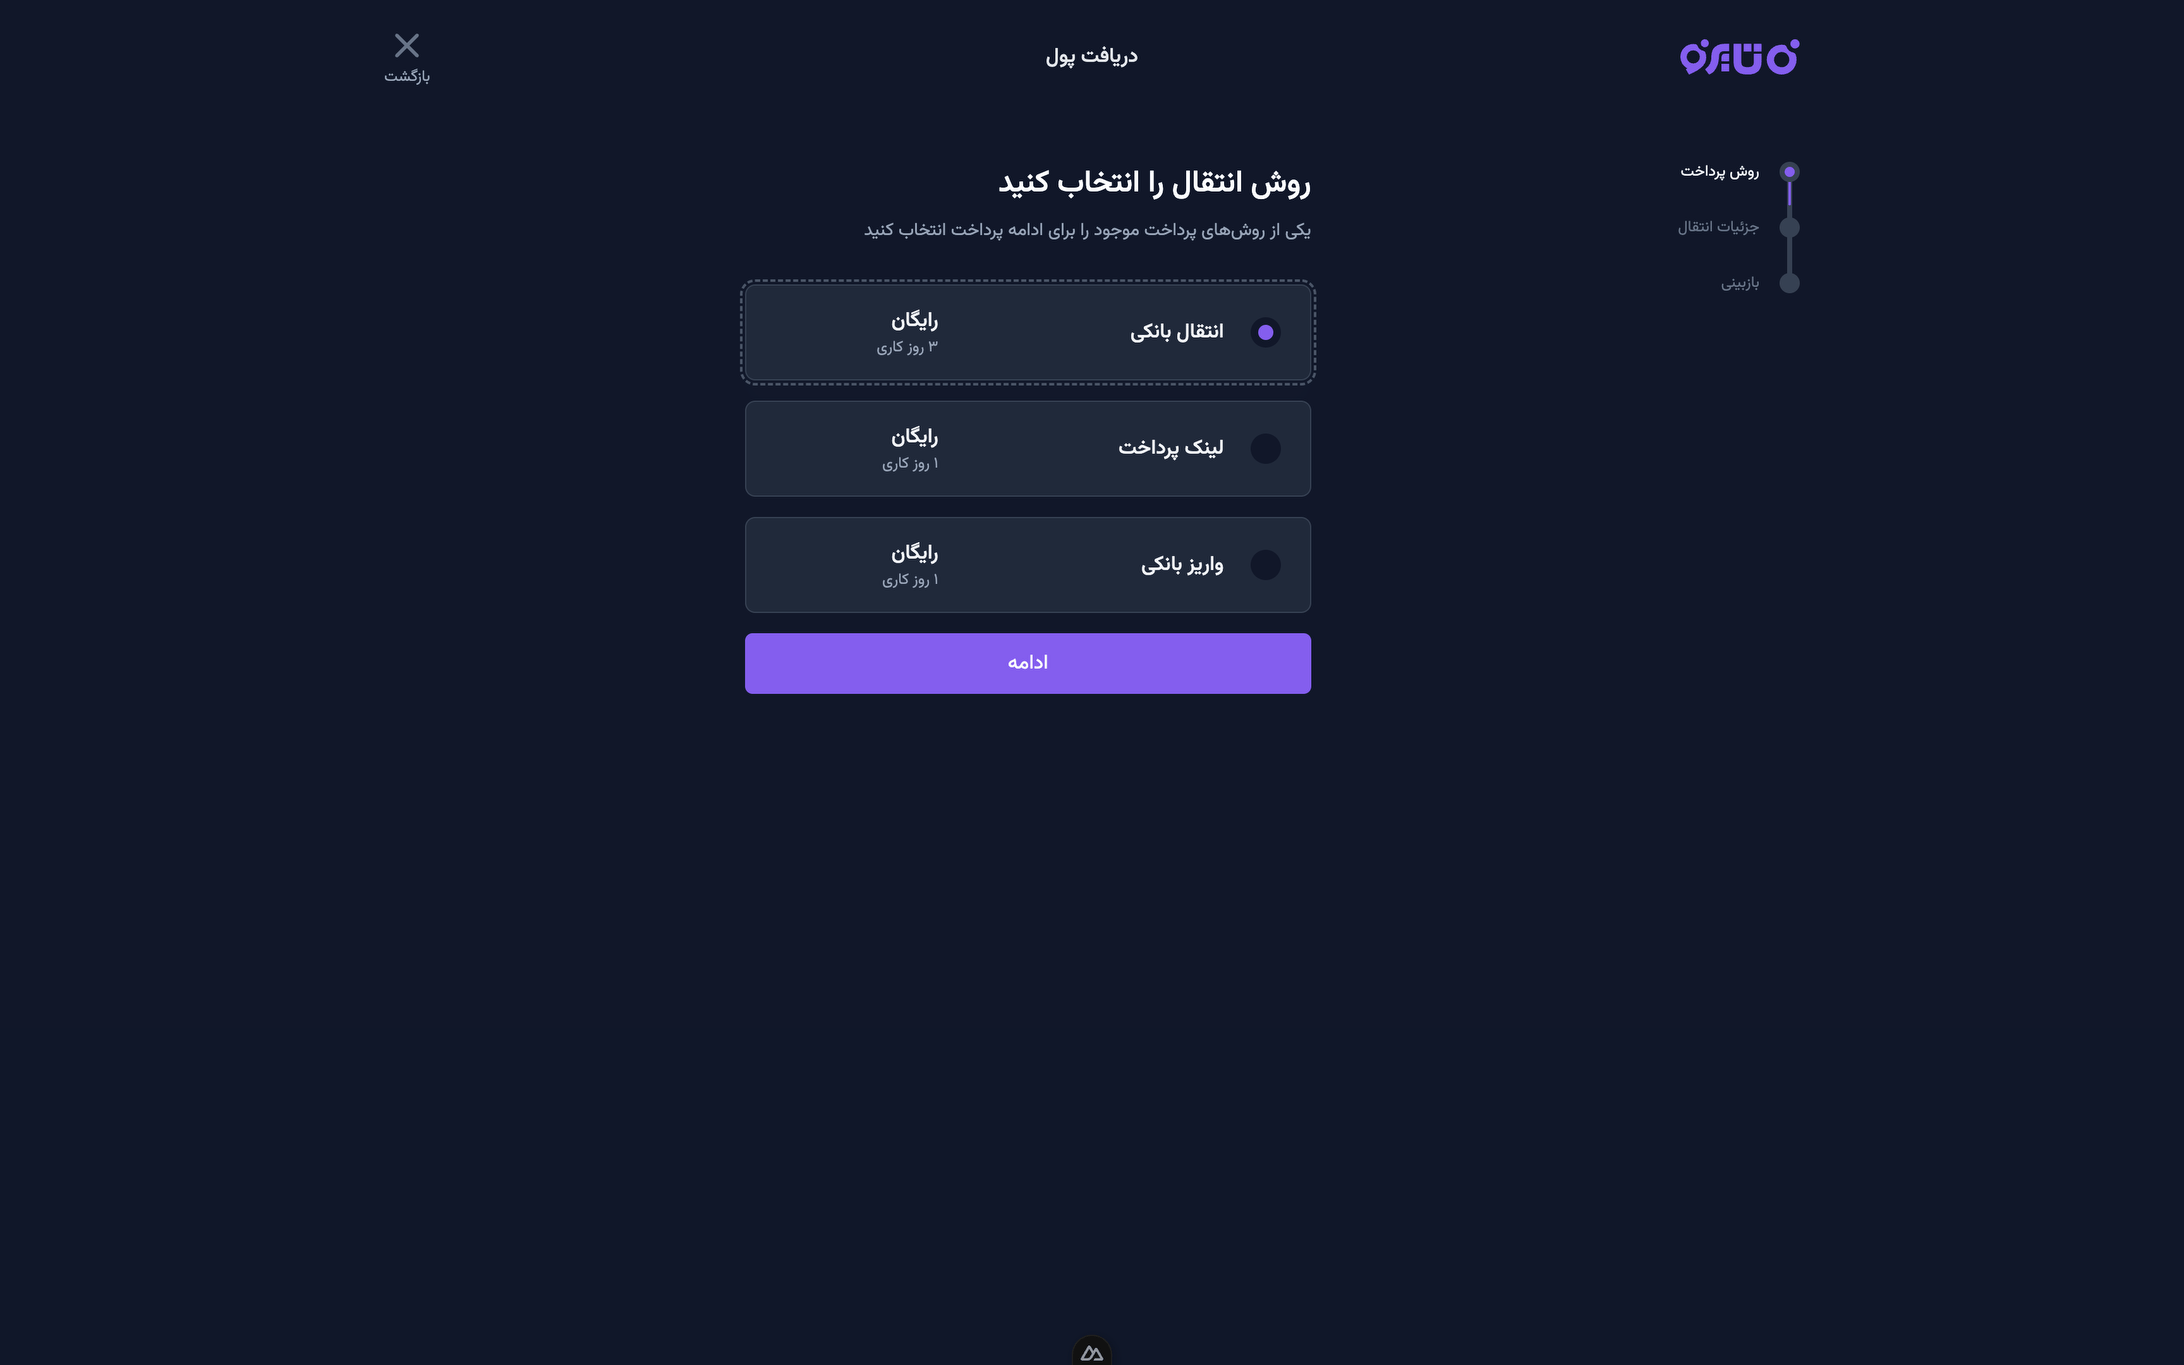 دریافت پول
بازگشت
روش پرداخت
جزئیات انتقال
بازبینی
روش انتقال را انتخاب کنید
یکی از روش‌های پرداخت موجود را برای ادامه پرداخت انتخاب کنید
انتقال بانکی
رایگان
۳ روز کاری
لینک پرداخت
رایگان
۱ روز کاری
واریز بانکی
رایگان
۱ روز کاری
ادامه